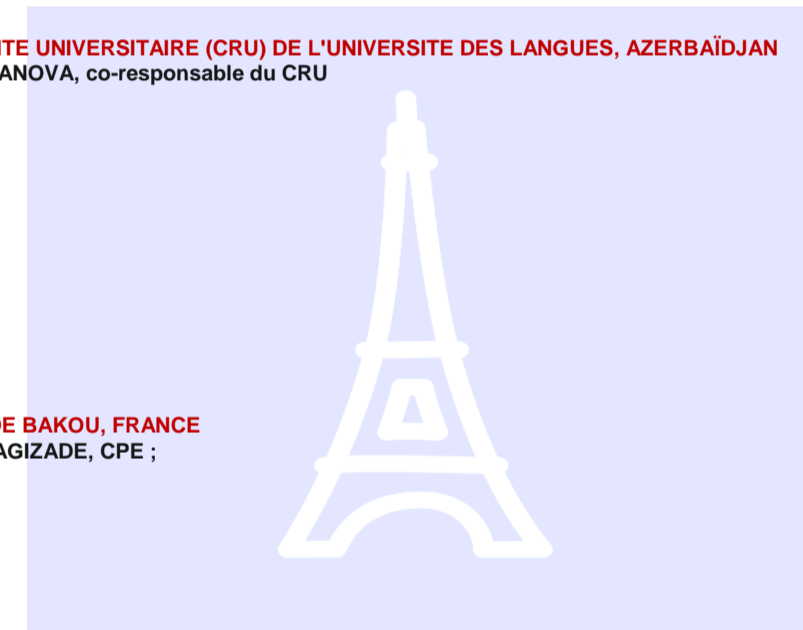 ITE UNIVERSITAIRE (CRU) DE L'UNIVERSITE DES LANGUES, AZERBAÏDJAN
ANOVA, co-responsable du CRU
DE BAKOU, FRANCE
AGIZADE, CPE ;